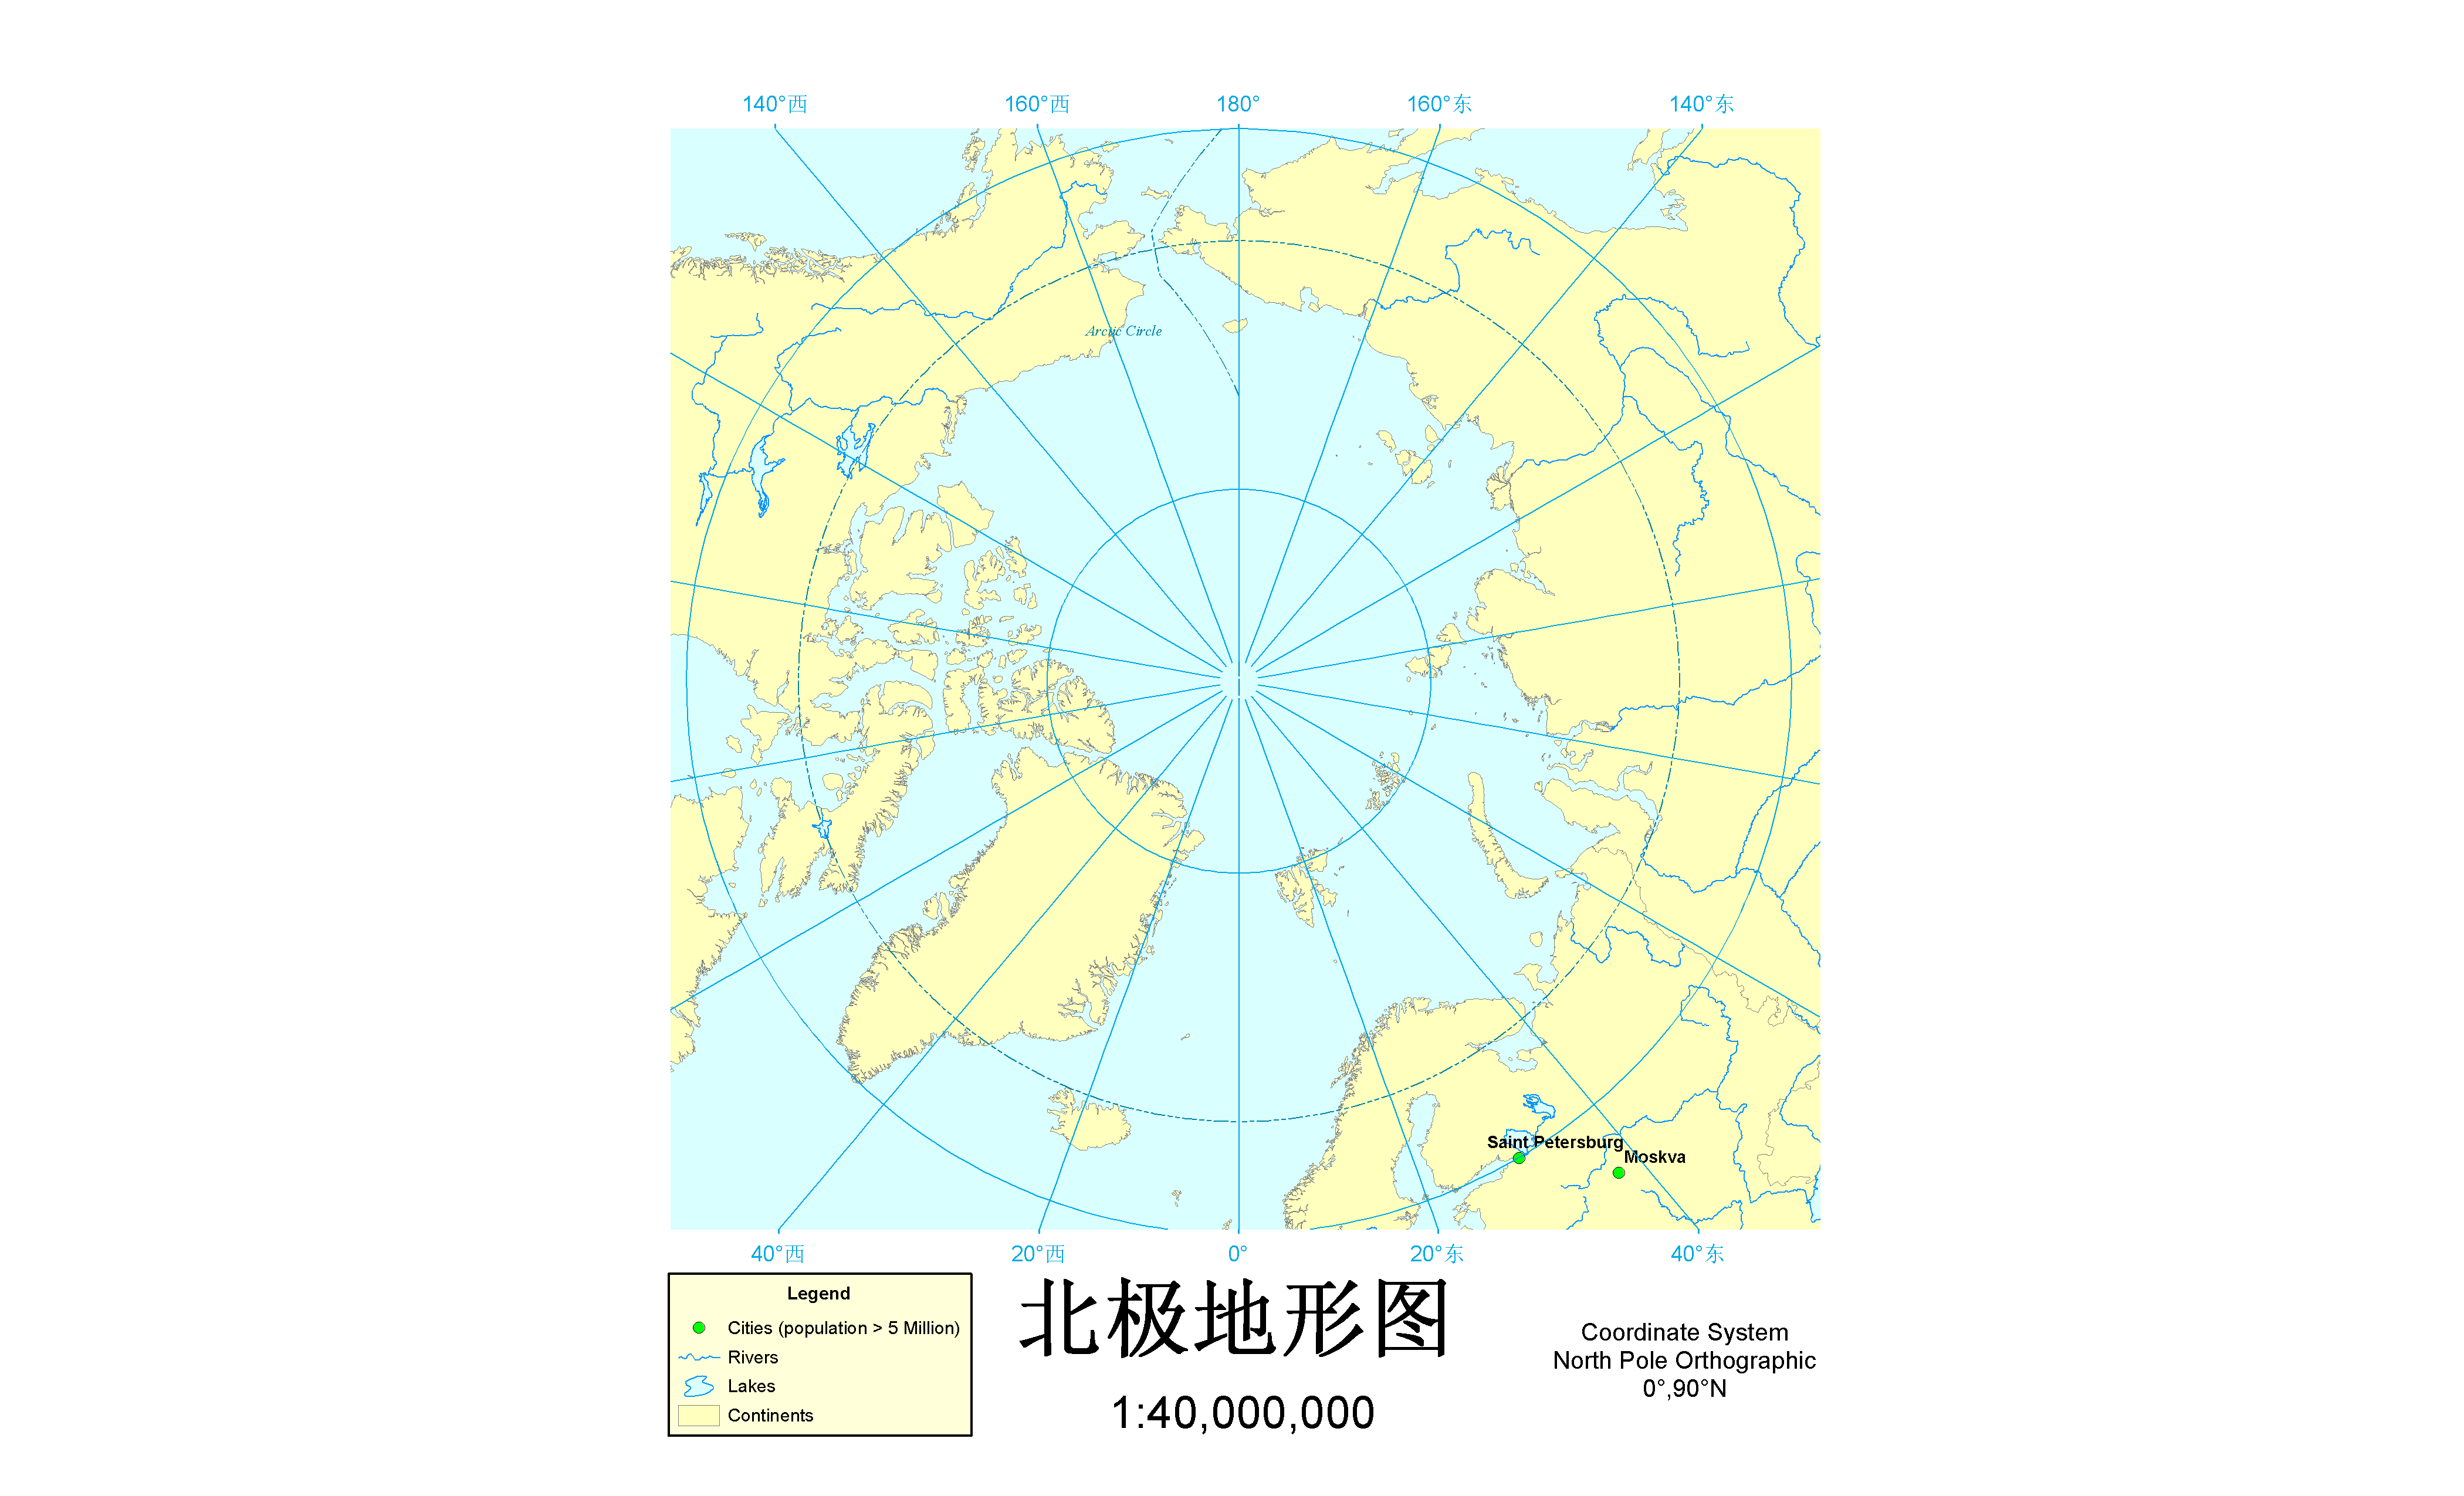 140°西
160°西
180°
160°东
140°东
Arctic Circle
Saint Petersburg
Moskva
40°西
20°西
0°
20°东
40°东
Legend
Cities (population > 5 Million)
Rivers
Lakes
Continents
北极地形图
1:40,000,000
Coordinate System
North Pole Orthographic
0°,90°N